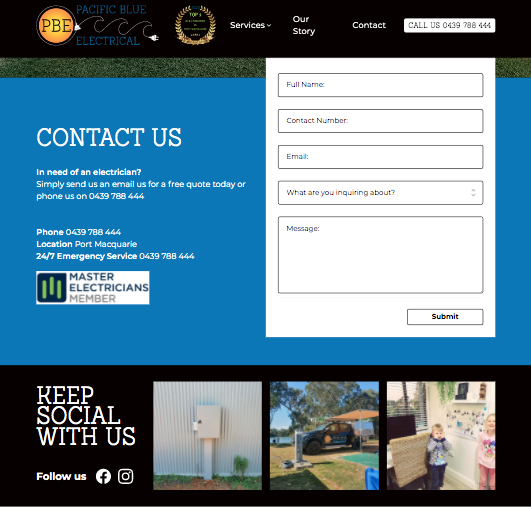 PBE
PACIFIC BLUE
ELECTRICAL
TOP 3
Services
Our
Story
Contact
CALL US 0439 788 444
CONTACT US
In need of an electrician?
Simply send us an email us for a free quote today or
phone us on 0439 788 444
Phone 0439 788 444
Location Port Macquarie
24/7 Emergency Service 0439 788 444
MASTER
ELECTRICIANS
MEMBER
Full Name:
Contact Number:
Email:
What are you inquiring about?
Message:
Submit
KEEP
SOCIAL
WITH US
Follow us